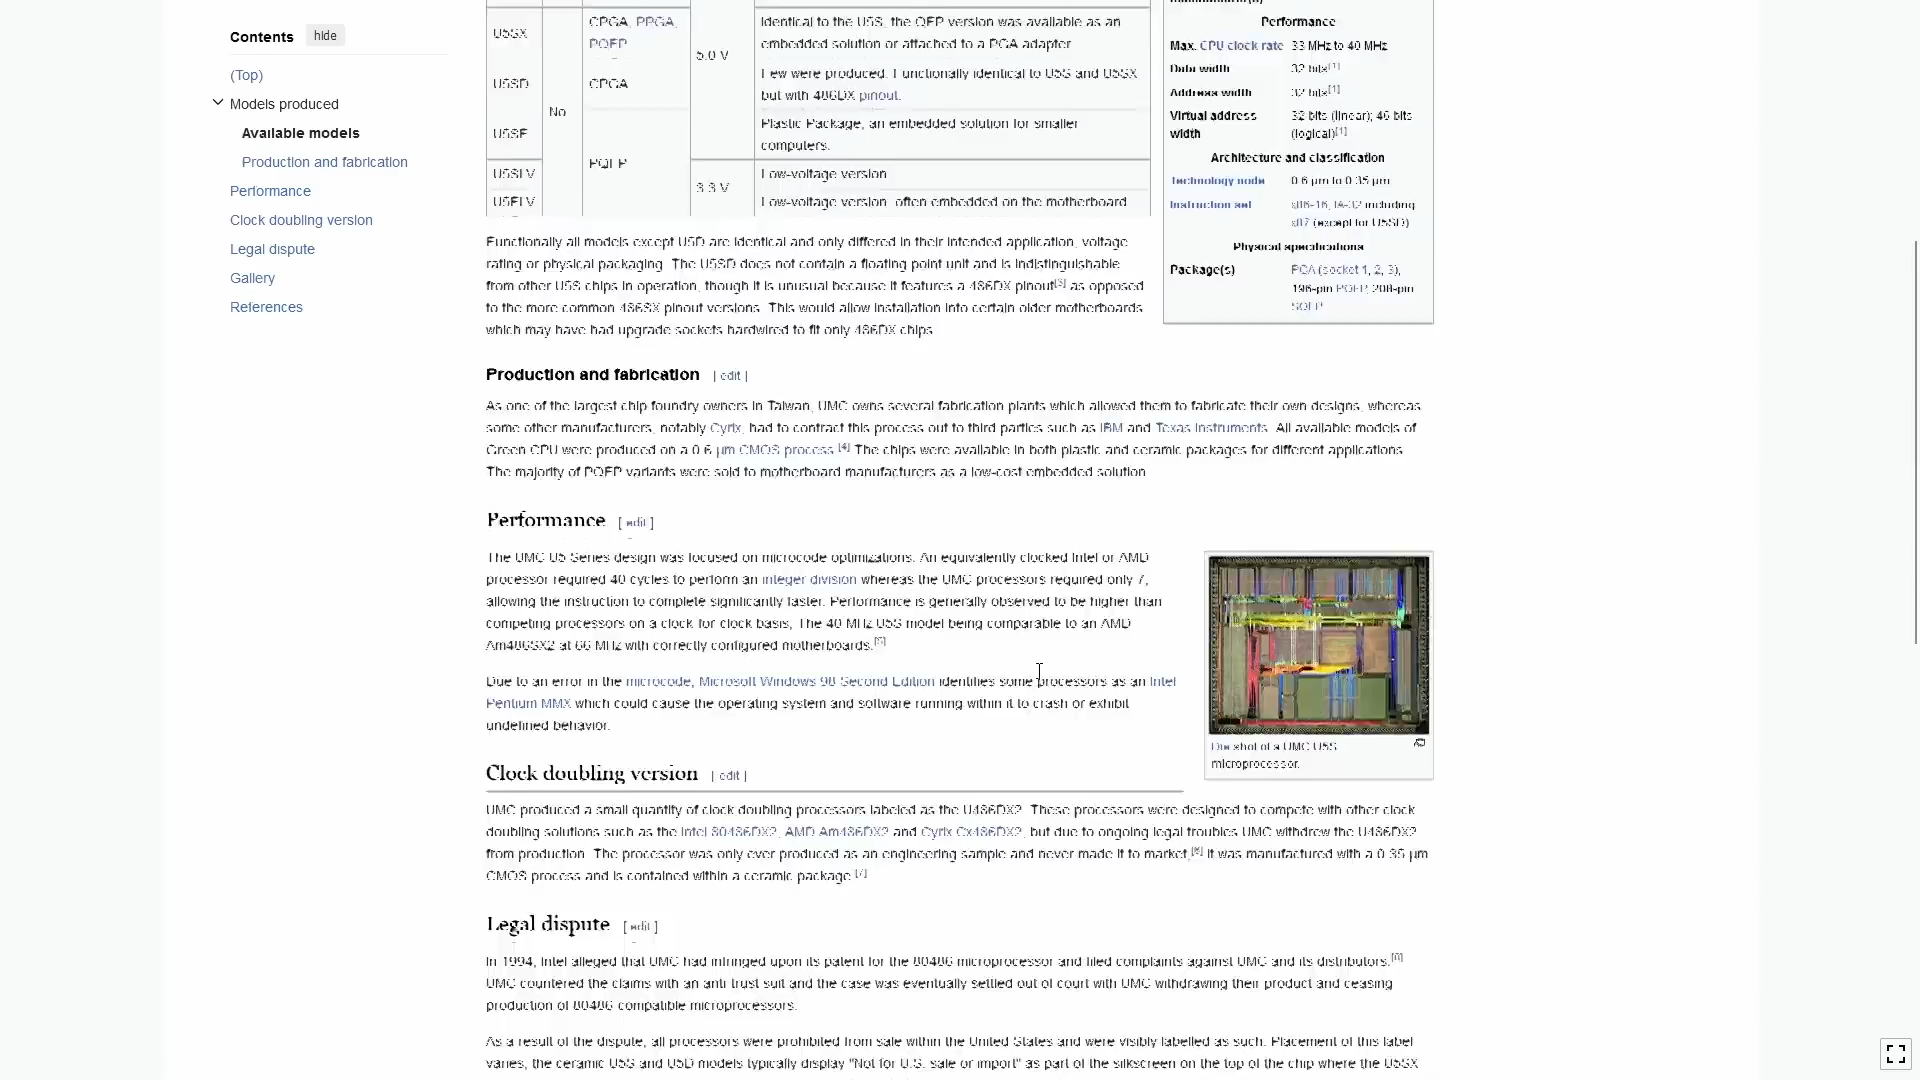 Contents hide
(Top)
Models produced
Available models
Production and fabrication
Performance
Clock doubling version
Legal dispute
Gallery
References
U5SX
No
CPGA, PPGA,
PQFP
5.0 V
Identical to the U5S, the QFP version was available as an
embedded solution or attached to a PGA adapter
U5SD
CPGA
Few were produced. Functionally identical to U5S and U5SX
but with 486DX pinout.
U5SF
PQFP
Plastic Package, an embedded solution for smaller
computers.
U5SLV
3.3 V
Low-voltage version
U5FLV
Low-voltage version, often embedded on the motherboard
Functionally all models except U5D are identical and only differed in their intended application, voltage
rating or physical packaging. The U5SD does not contain a floating point unit and is indistinguishable
from other U5S chips in operation, though it is unusual because it features a 486DX pinout[3] as opposed
to the more common 486SX pinout versions. This would allow installation into certain older motherboards
which may have had upgrade sockets hardwired to fit only 486DX chips
Performance
Max. CPU clock rate 33 MHz to 40 MHz
Data width 32 bits[1]
Address width 32 bits[1]
Virtual address 32 bits (linear); 46 bits
width (logical)[1]
Architecture and classification
Technology node 0.6 µm to 0.35 µm
Instruction set x86-16, IA-32 including
x87 (except for U5SD)
Physical specifications
Package(s) PGA (socket 1, 2, 3),
196-pin PQFP, 208-pin
SQFP
Production and fabrication [ edit ]
As one of the largest chip foundry owners in Taiwan, UMC owns several fabrication plants which allowed them to fabricate their own designs, whereas
some other manufacturers, notably Cyrix, had to contract this process out to third parties such as IBM and Texas Instruments. All available models of
Green CPU were produced on a 0.6 µm CMOS process.[4] The chips were available in both plastic and ceramic packages for different applications.
The majority of PQFP variants were sold to motherboard manufacturers as a low-cost embedded solution
Performance [ edit ]
The UMC U5 Series design was focused on microcode optimizations. An equivalently clocked Intel or AMD
processor required 40 cycles to perform an integer division whereas the UMC processors required only 7,
allowing the instruction to complete significantly faster. Performance is generally observed to be higher than
competing processors on a clock for clock basis, The 40 MHz U5S model being comparable to an AMD
Am486SX2 at 66 MHz with correctly configured motherboards.[5]
Due to an error in the microcode, Microsoft Windows 98 Second Edition identifies some processors as an Intel
Pentium MMX which could cause the operating system and software running within it to crash or exhibit
undefined behavior.
Die shot of a UMC U5S
microprocessor.
Clock doubling version [ edit ]
UMC produced a small quantity of clock doubling processors labeled as the U486DX2. These processors were designed to compete with other clock
doubling solutions such as the Intel 80486DX2, AMD Am486DX2 and Cyrix Cx486DX2, but due to ongoing legal troubles UMC withdrew the U486DX2
from production. The processor was only ever produced as an engineering sample and never made it to market,[6] it was manufactured with a 0.35 µm
CMOS process and is contained within a ceramic package.[7]
Legal dispute [ edit ]
In 1994, Intel alleged that UMC had infringed upon its patent for the 80486 microprocessor and filed complaints against UMC and its distributors.[8]
UMC countered the claims with an anti trust suit and the case was eventually settled out of court with UMC withdrawing their product and ceasing
production of 80486 compatible microprocessors.
As a result of the dispute, all processors were prohibited from sale within the United States and were visibly labelled as such. Placement of this label
varies, the ceramic U5S and U5D models typically display "Not for U.S. sale or import" as part of the silkscreen on the top of the chip where the U5SX